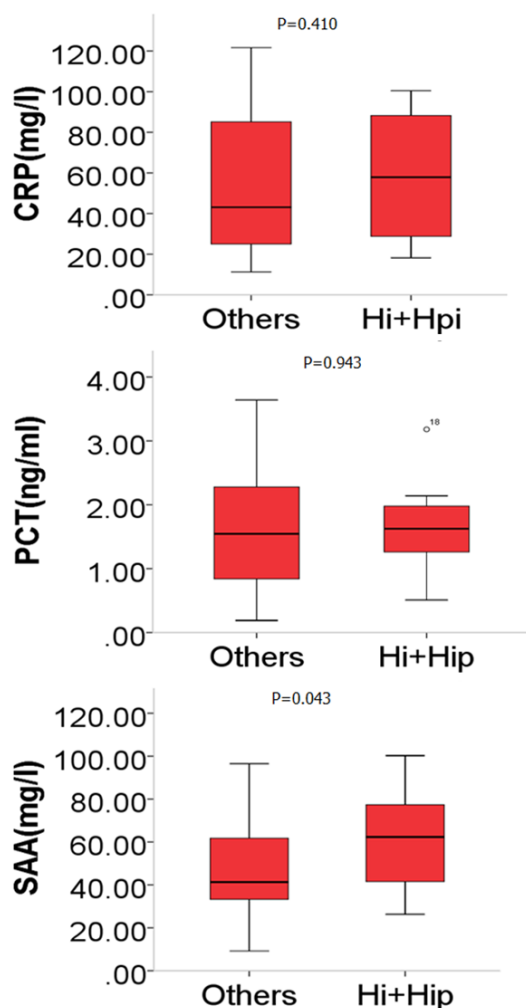 P=0.410
CRP(mg/l)
120.00
100.00
80.00
60.00
40.00
20.00
.00
Others Hi+Hpi
P=0.943
PCT(ng/ml)
4.00
3.00
2.00
1.00
.00
18
Others Hi+Hip
P=0.043
SAA(mg/l)
120.00
100.00
80.00
60.00
40.00
20.00
.00
Others Hi+Hip